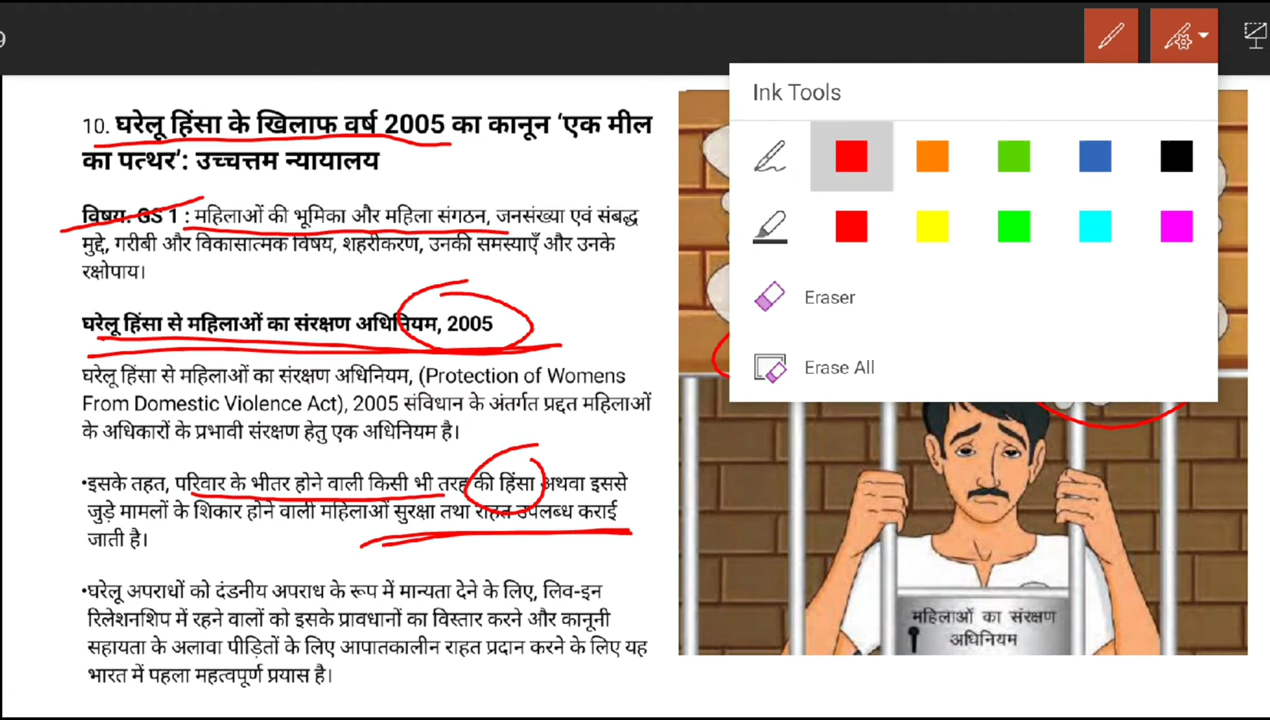 9
Ink Tools
Eraser
Erase All
10. घरेलू हिंसा के खिलाफ वर्ष 2005 का कानून ‘एक मील
का पत्थर’: उच्चत्तम न्यायालय
विषय: GS 1 : महिलाओं की भूमिका और महिला संगठन, जनसंख्या एवं संबद्ध
मुद्दे, गरीबी और विकासात्मक विषय, शहरीकरण, उनकी समस्याएँ और उनके
रक्षोपाय।
घरेलू हिंसा से महिलाओं का संरक्षण अधिनियम, 2005
घरेलू हिंसा से महिलाओं का संरक्षण अधिनियम, (Protection of Womens
From Domestic Violence Act), 2005 संविधान के अंतर्गत प्रद्दत महिलाओं
के अधिकारों के प्रभावी संरक्षण हेतु एक अधिनियम है।
•इसके तहत, परिवार के भीतर होने वाली किसी भी तरह की हिंसा अथवा इससे
जुड़े मामलों के शिकार होने वाली महिलाओं सुरक्षा तथा राहत उपलब्ध कराई
जाती है।
•घरेलू अपराधों को दंडनीय अपराध के रूप में मान्यता देने के लिए, लिव-इन
रिलेशनशिप में रहने वालों को इसके प्रावधानों का विस्तार करने और कानूनी
सहायता के अलावा पीड़ितों के लिए आपातकालीन राहत प्रदान करने के लिए यह
भारत में पहला महत्वपूर्ण प्रयास है।
महिलाओं का संरक्षण
अधिनियम